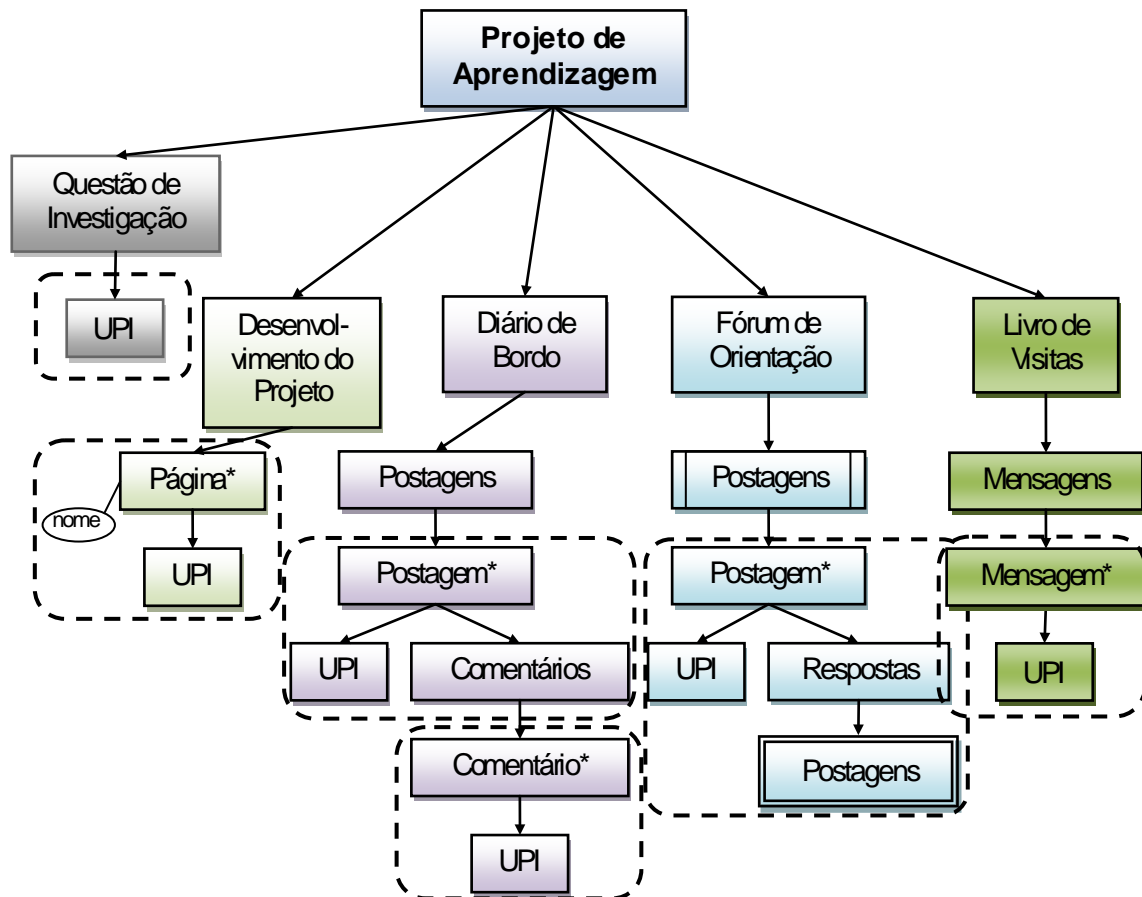 Projeto de
Aprendizagem
Questão de
Investigação
UPI
Desenvol-
vimento do
Projeto
Diário de
Bordo
Fórum de
Orientação
Livro de
Visitas
Página*
nome
UPI
Postagens
Postagens
Mensagens
Postagem*
Postagem*
Mensagem*
UPI
Comentários
UPI
Respostas
UPI
Comentário*
Postagens
UPI